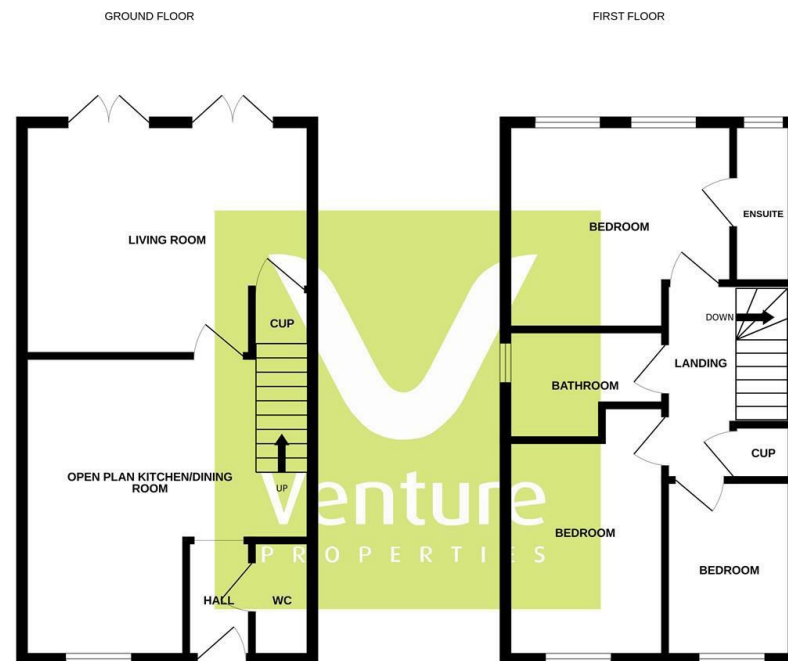 GROUND FLOOR
FIRST FLOOR
LIVING ROOM
CUP
OPEN PLAN KITCHEN/DINING
ROOM
UP
HALL
WC
BEDROOM
ENSUITE
DOWN
LANDING
BATHROOM
CUP
BEDROOM
BEDROOM
Venture
PROPERTIES